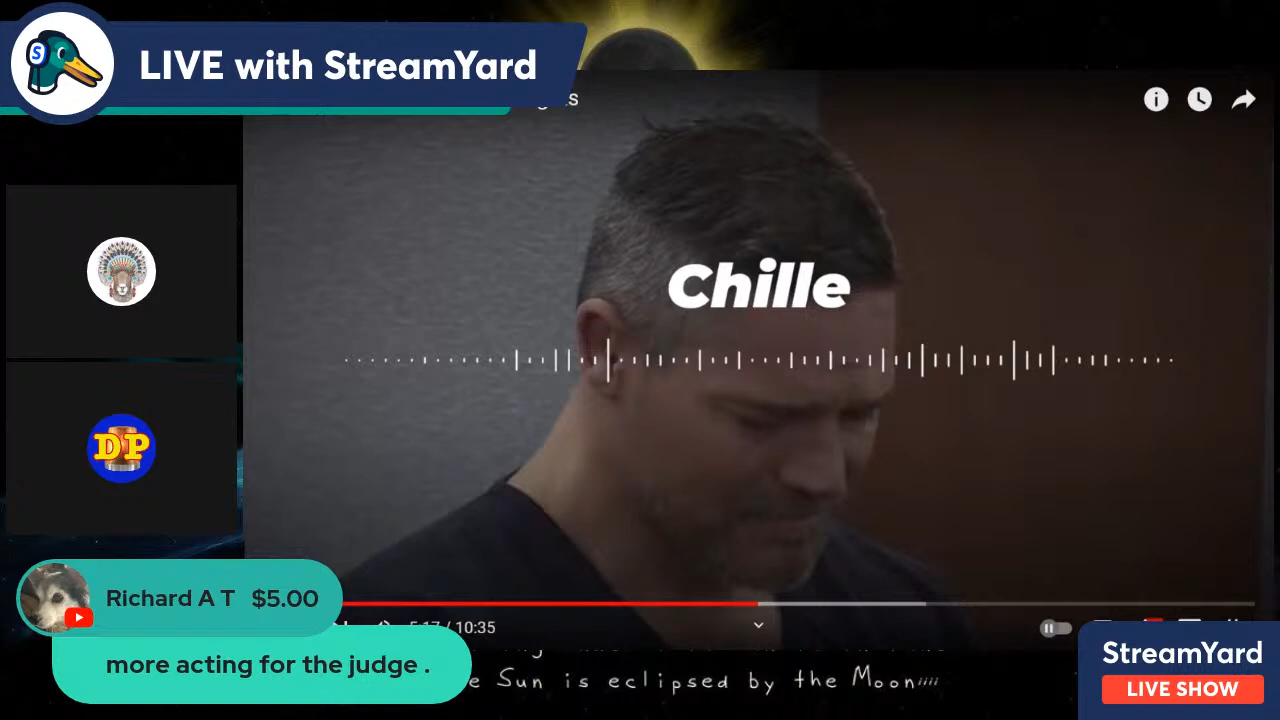 S
LIVE with StreamYard
Chille
DP
Richard A T $5.00
5:17 / 10:35
more acting for the judge .
Sun is eclipsed by the Moon
StreamYard
LIVE SHOW